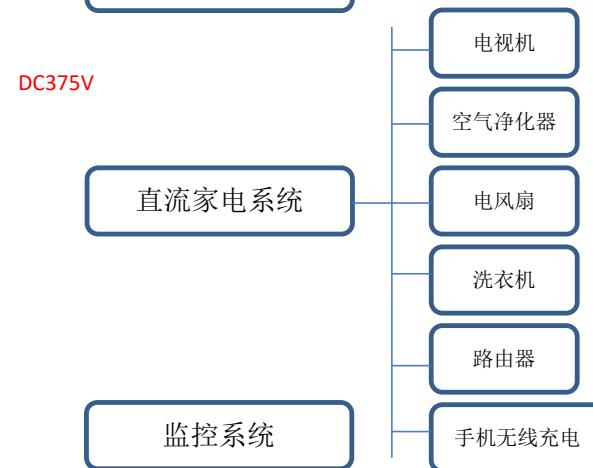 电视机
DC375V
空气净化器
直流家电系统
电风扇
洗衣机
路由器
监控系统
手机无线充电